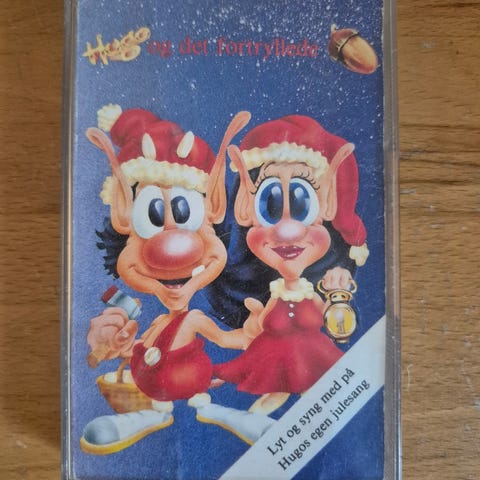 Hugo og det fortryllede
Lyt og syng med på
Hugos egen julesang